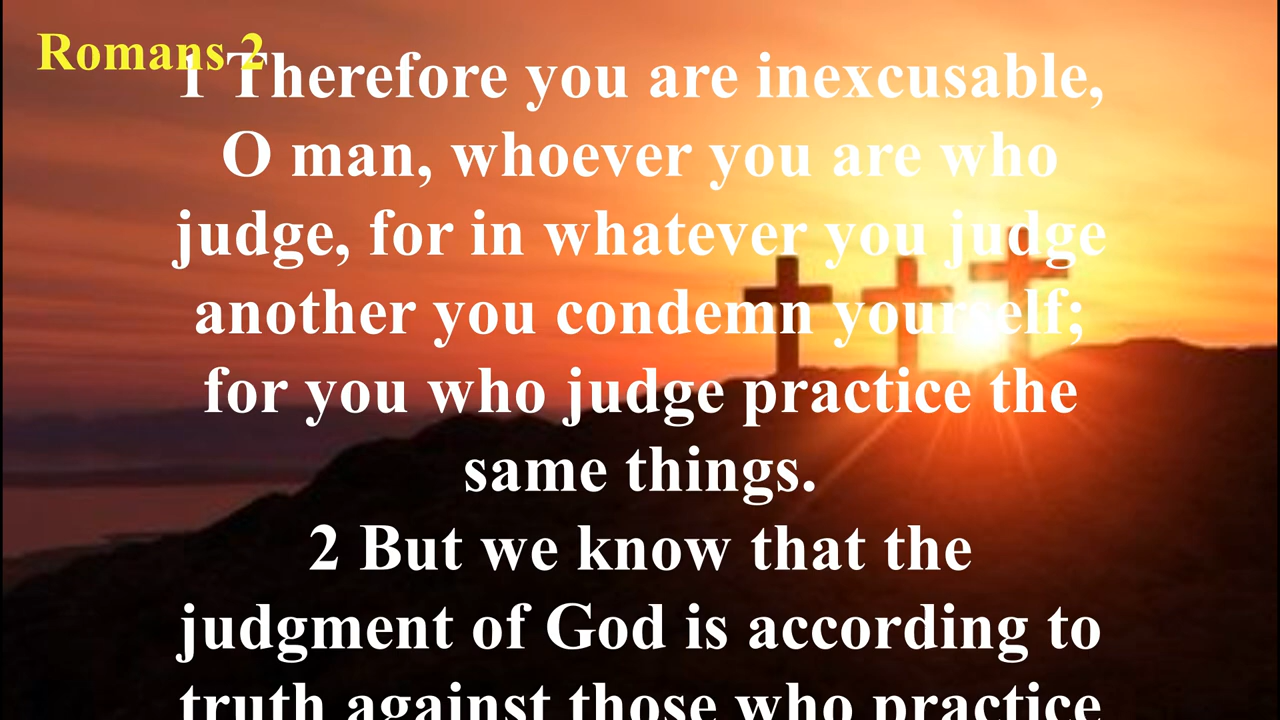 Romans 2
1 Therefore you are inexcusable,
O man, whoever you are who
judge, for in whatever you judge
another you condemn yourself;
for you who judge practice the
same things.
2 But we know that the
judgment of God is according to
truth against those who practice